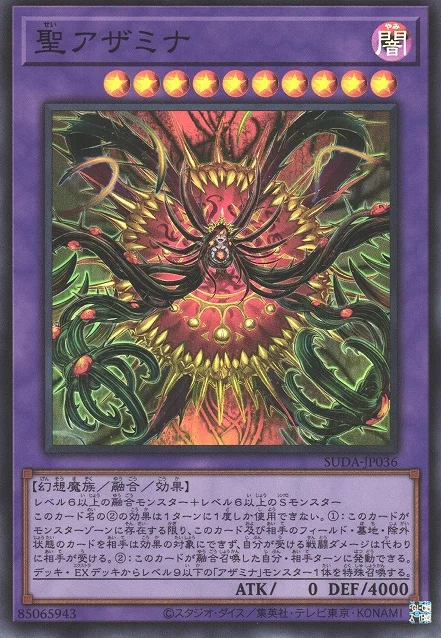 聖アザミナ
闇
SUDA-JP036
【幻想魔族/融合/効果】
レベル6以上の融合モンスター+レベル6以上のSモンスター
このカード名の②の効果は1ターンに1度しか使用できない。①:このカードが
モンスターゾーンに存在する限り、このカード及び相手のフィールド・墓地・除外
状態のカードを相手は効果の対象にできず、自分が受ける戦闘ダメージは代わり
に相手が受ける。②:このカードが融合召喚した自分・相手ターンに発動できる。
デッキ・EXデッキからレベル9以下の「アザミナ」モンスター1体を特殊召喚する。
ATK/ 0 DEF/4000
85065943
©スタジオ・ダイス/集英社・テレビ東京・KONAMI